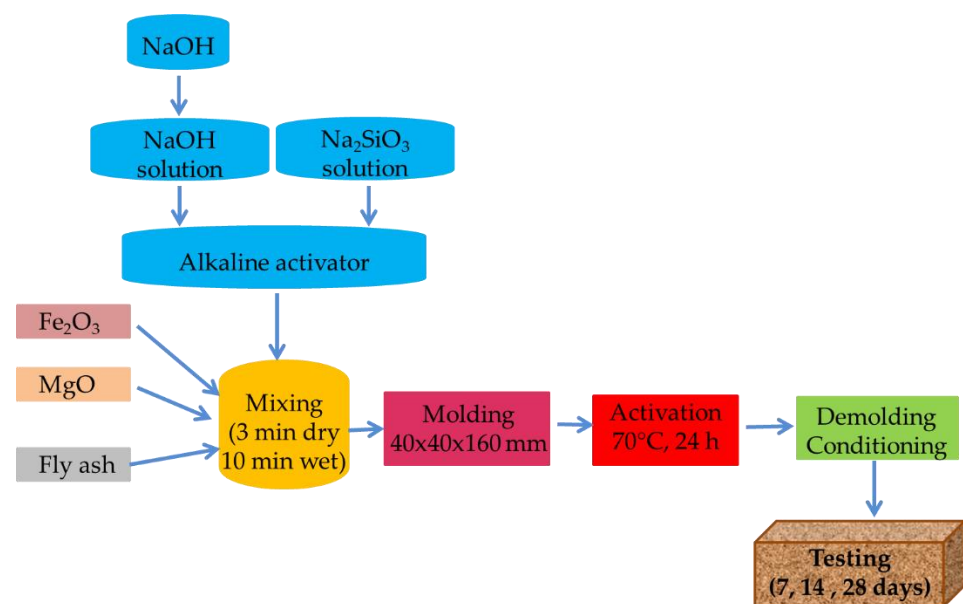 NaOH
NaOH
solution
Na₂SiO₃
solution
Alkaline activator
Fe₂O₃
MgO
Fly ash
Mixing
(3 min dry
10 min wet)
Molding
40x40x160 mm
Activation
70°C, 24 h
Demolding
Conditioning
Testing
(7, 14 , 28 days)